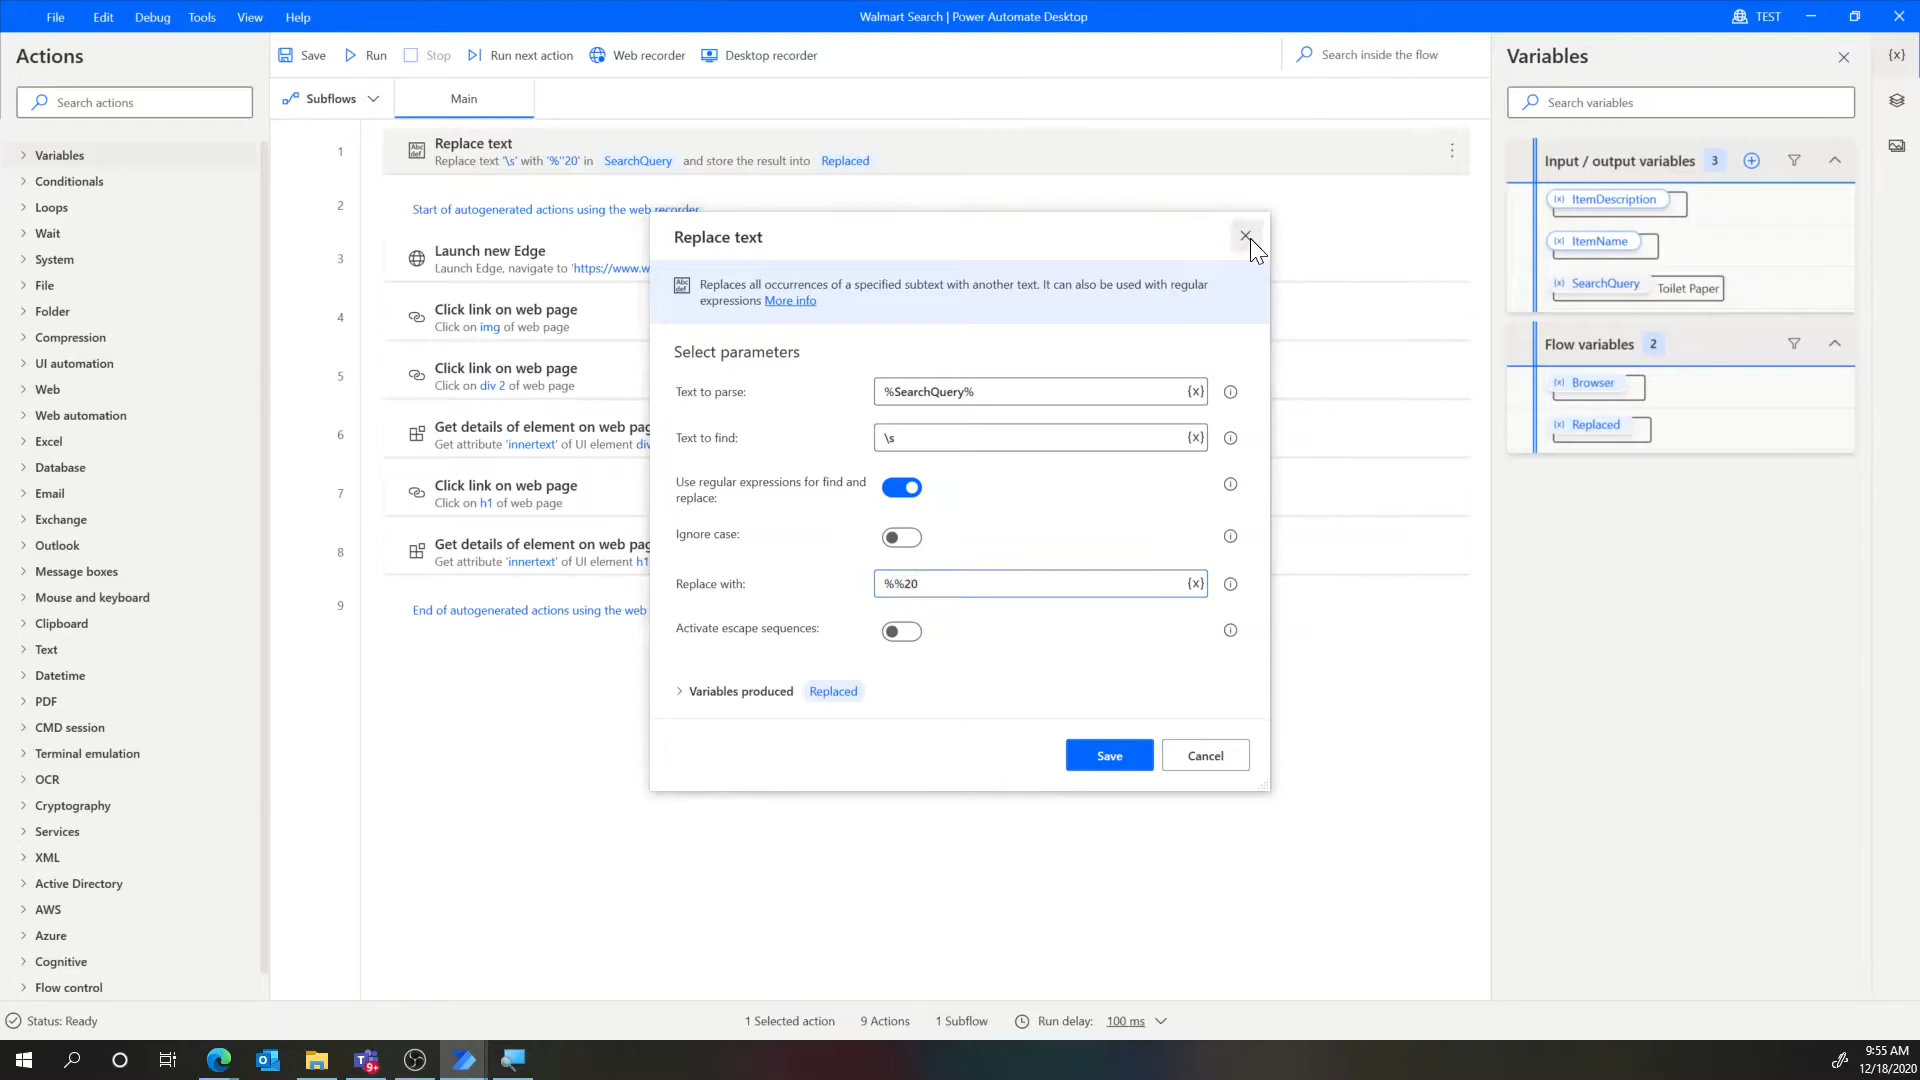 File Edit Debug Tools View Help
Walmart Search | Power Automate Desktop
TEST
Actions
Search actions
Variables
Conditionals
Loops
Wait
System
File
Folder
Compression
UI automation
Web
Web automation
Excel
Database
Email
Exchange
Outlook
Message boxes
Mouse and keyboard
Clipboard
Text
Datetime
PDF
CMD session
Terminal emulation
OCR
Cryptography
Services
XML
Active Directory
AWS
Azure
Cognitive
Flow control
Save Run Stop Run next action Web recorder Desktop recorder
Search inside the flow
Subflows Main
1
Replace text
Replace text '\s' with '%''20' in SearchQuery and store the result into Replaced
2
Start of autogenerated actions using the web recorder
3
Launch new Edge
Launch Edge, navigate to 'https://www.w
4
Click link on web page
Click on img of web page
5
Click link on web page
Click on div 2 of web page
6
Get details of element on web pag
Get attribute 'innertext' of UI element div
7
Click link on web page
Click on h1 of web page
8
Get details of element on web pag
Get attribute 'innertext' of UI element h1
9
End of autogenerated actions using the web
Replace text
Abc def
Replaces all occurrences of a specified subtext with another text. It can also be used with regular
expressions More info
Select parameters
Text to parse: %SearchQuery% {x}
Text to find: \s {x}
Use regular expressions for find and
replace:
Ignore case:
Replace with: %%20 {x}
Activate escape sequences:
Variables produced Replaced
Save Cancel
Variables
{x}
Search variables
Input / output variables 3
(x) ItemDescription
(x) ItemName
(x) SearchQuery Toilet Paper
Flow variables 2
(x) Browser
(x) Replaced
Status: Ready
1 Selected action 9 Actions 1 Subflow Run delay: 100 ms
9+
9:55 AM
12/18/2020